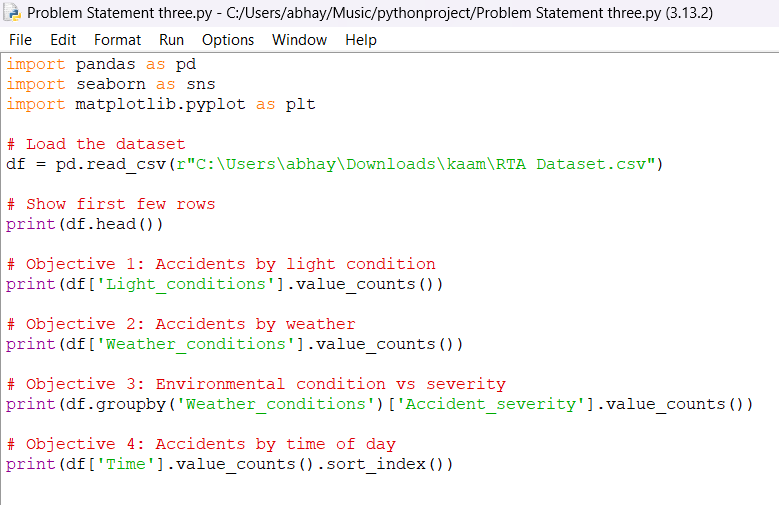 Problem Statement three.py - C:/Users/abhay/Music/pythonproject/Problem Statement three.py (3.13.2)
File Edit Format Run Options Window Help
import pandas as pd
import seaborn as sns
import matplotlib.pyplot as plt
# Load the dataset
df = pd.read_csv(r"C:\Users\abhay\Downloads\kaam\RTA Dataset.csv")
# Show first few rows
print(df.head())
# Objective 1: Accidents by light condition
print(df['Light_conditions'].value_counts())
# Objective 2: Accidents by weather
print(df['Weather_conditions'].value_counts())
# Objective 3: Environmental condition vs severity
print(df.groupby('Weather_conditions')['Accident_severity'].value_counts())
# Objective 4: Accidents by time of day
print(df['Time'].value_counts().sort_index())